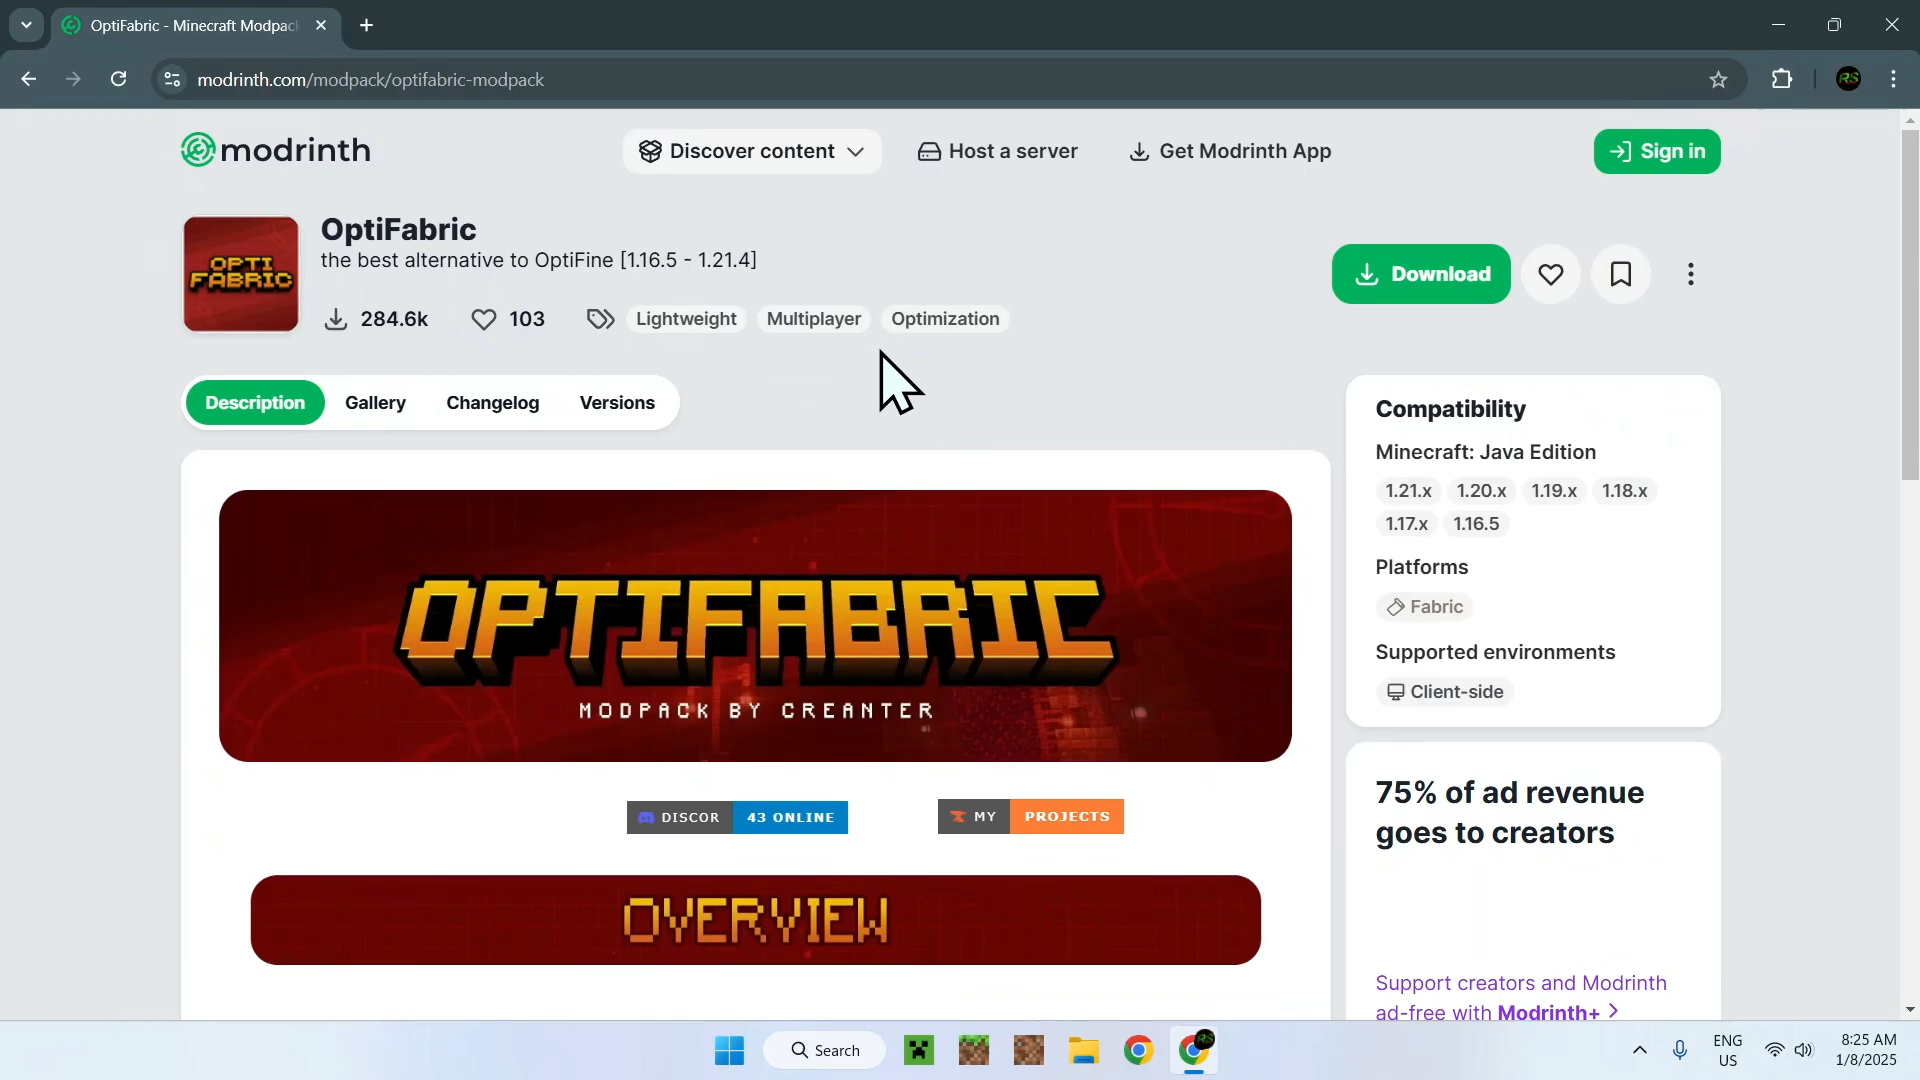 OptiFabric - Minecraft Modpac
modrinth.com/modpack/optifabric-modpack
RS
modrinth
Discover content
Host a server
Get Modrinth App
Sign in
OPTI
FABRIC
OptiFabric
the best alternative to OptiFine [1.16.5 - 1.21.4]
284.6k
103
Lightweight
Multiplayer
Optimization
Download
Description
Gallery
Changelog
Versions
OPTIFABRIC
MODPACK BY CREANTER
DISCOR
43 ONLINE
MY
PROJECTS
OVERVIEW
Compatibility
Minecraft: Java Edition
1.21.x
1.20.x
1.19.x
1.18.x
1.17.x
1.16.5
Platforms
Fabric
Supported environments
Client-side
75% of ad revenue
goes to creators
Support creators and Modrinth
ad-free with Modrinth+
Search
RS
ENG
US
8:25 AM
1/8/2025